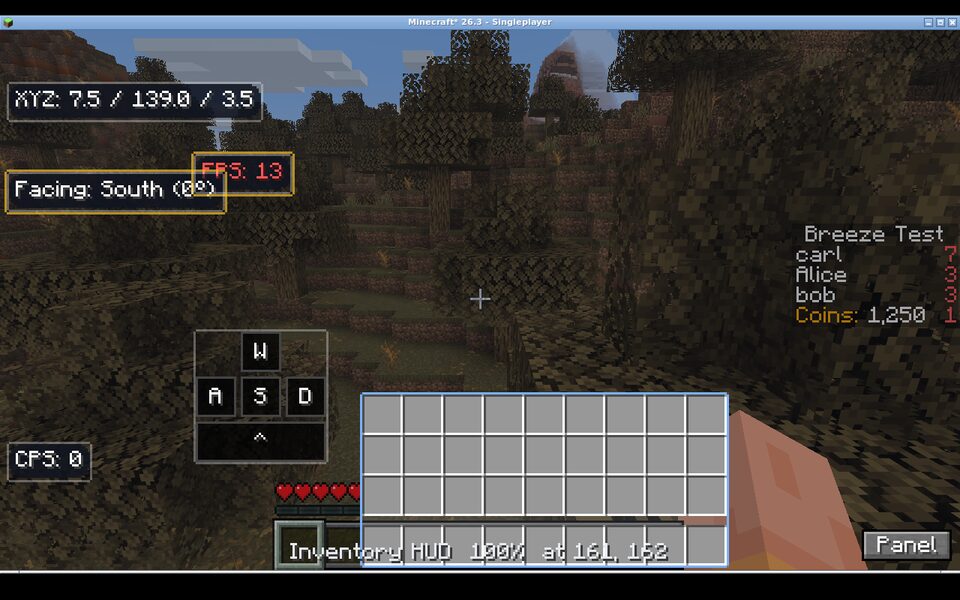 Minecraft* 26.3 - Singleplayer
XYZ: 7.5 / 139.0 / 3.5
FPS: 13
Facing: South (0°)
Breeze Test
carl 7
Alice 3
bob 3
Coins: 1,250 1
W
A S D
^
CPS: 0
Inventory HUD 100% at 161, 162
Panel